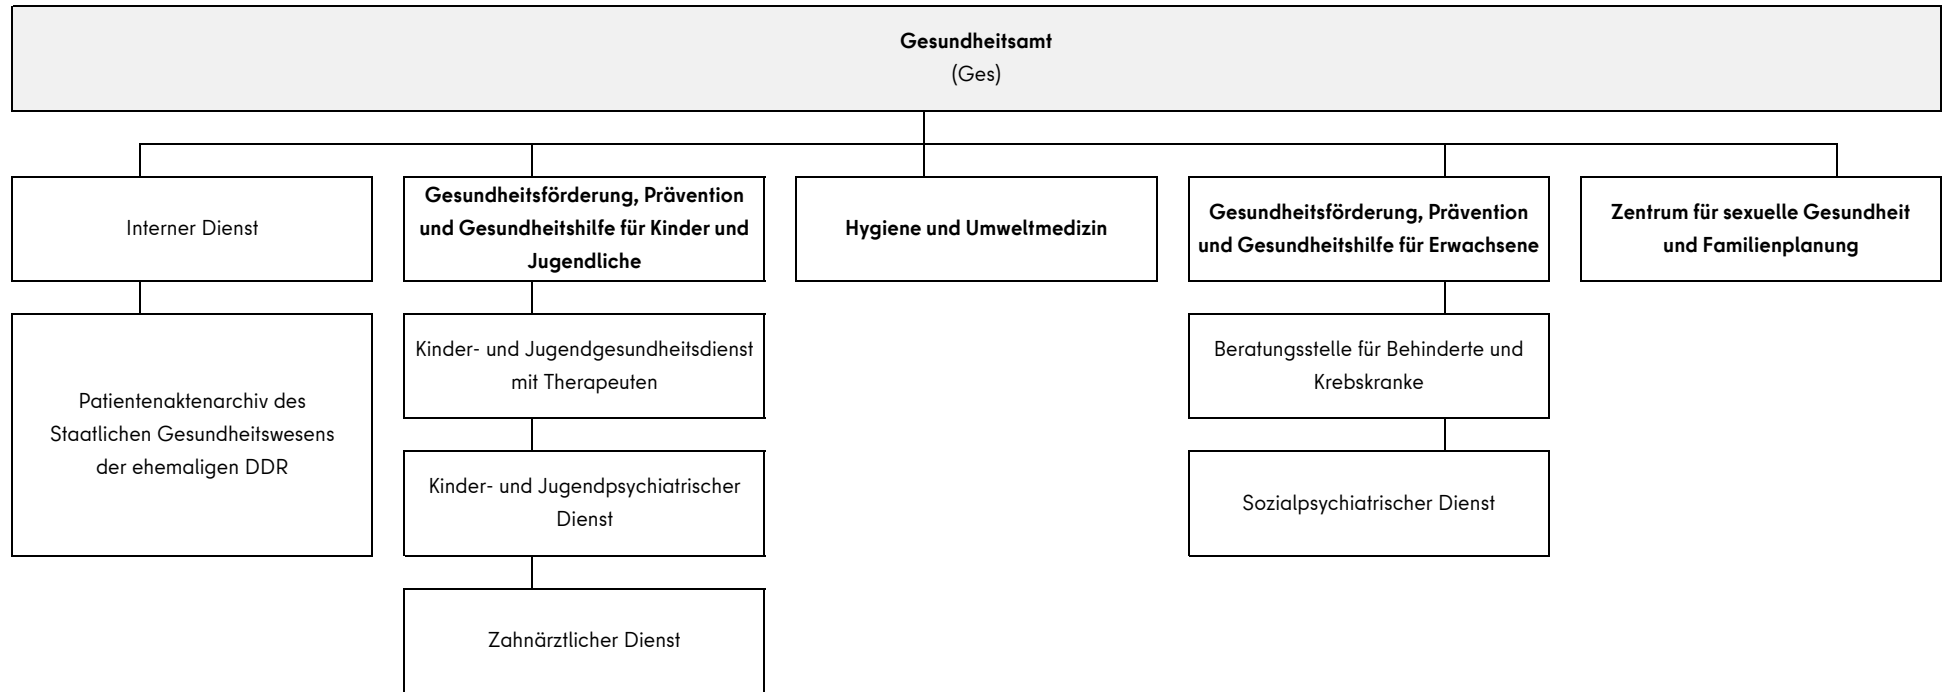 Gesundheitsamt
(Ges)
Interner Dienst
Gesundheitsförderung, Prävention
und Gesundheitshilfe für Kinder und
Jugendliche
Hygiene und Umweltmedizin
Gesundheitsförderung, Prävention
und Gesundheitshilfe für Erwachsene
Zentrum für sexuelle Gesundheit
und Familienplanung
Patientenaktenarchiv des
Staatlichen Gesundheitswesens
der ehemaligen DDR
Kinder- und Jugendgesundheitsdienst
mit Therapeuten
Kinder- und Jugendpsychiatrischer
Dienst
Zahnärztlicher Dienst
Beratungsstelle für Behinderte und
Krebskranke
Sozialpsychiatrischer Dienst